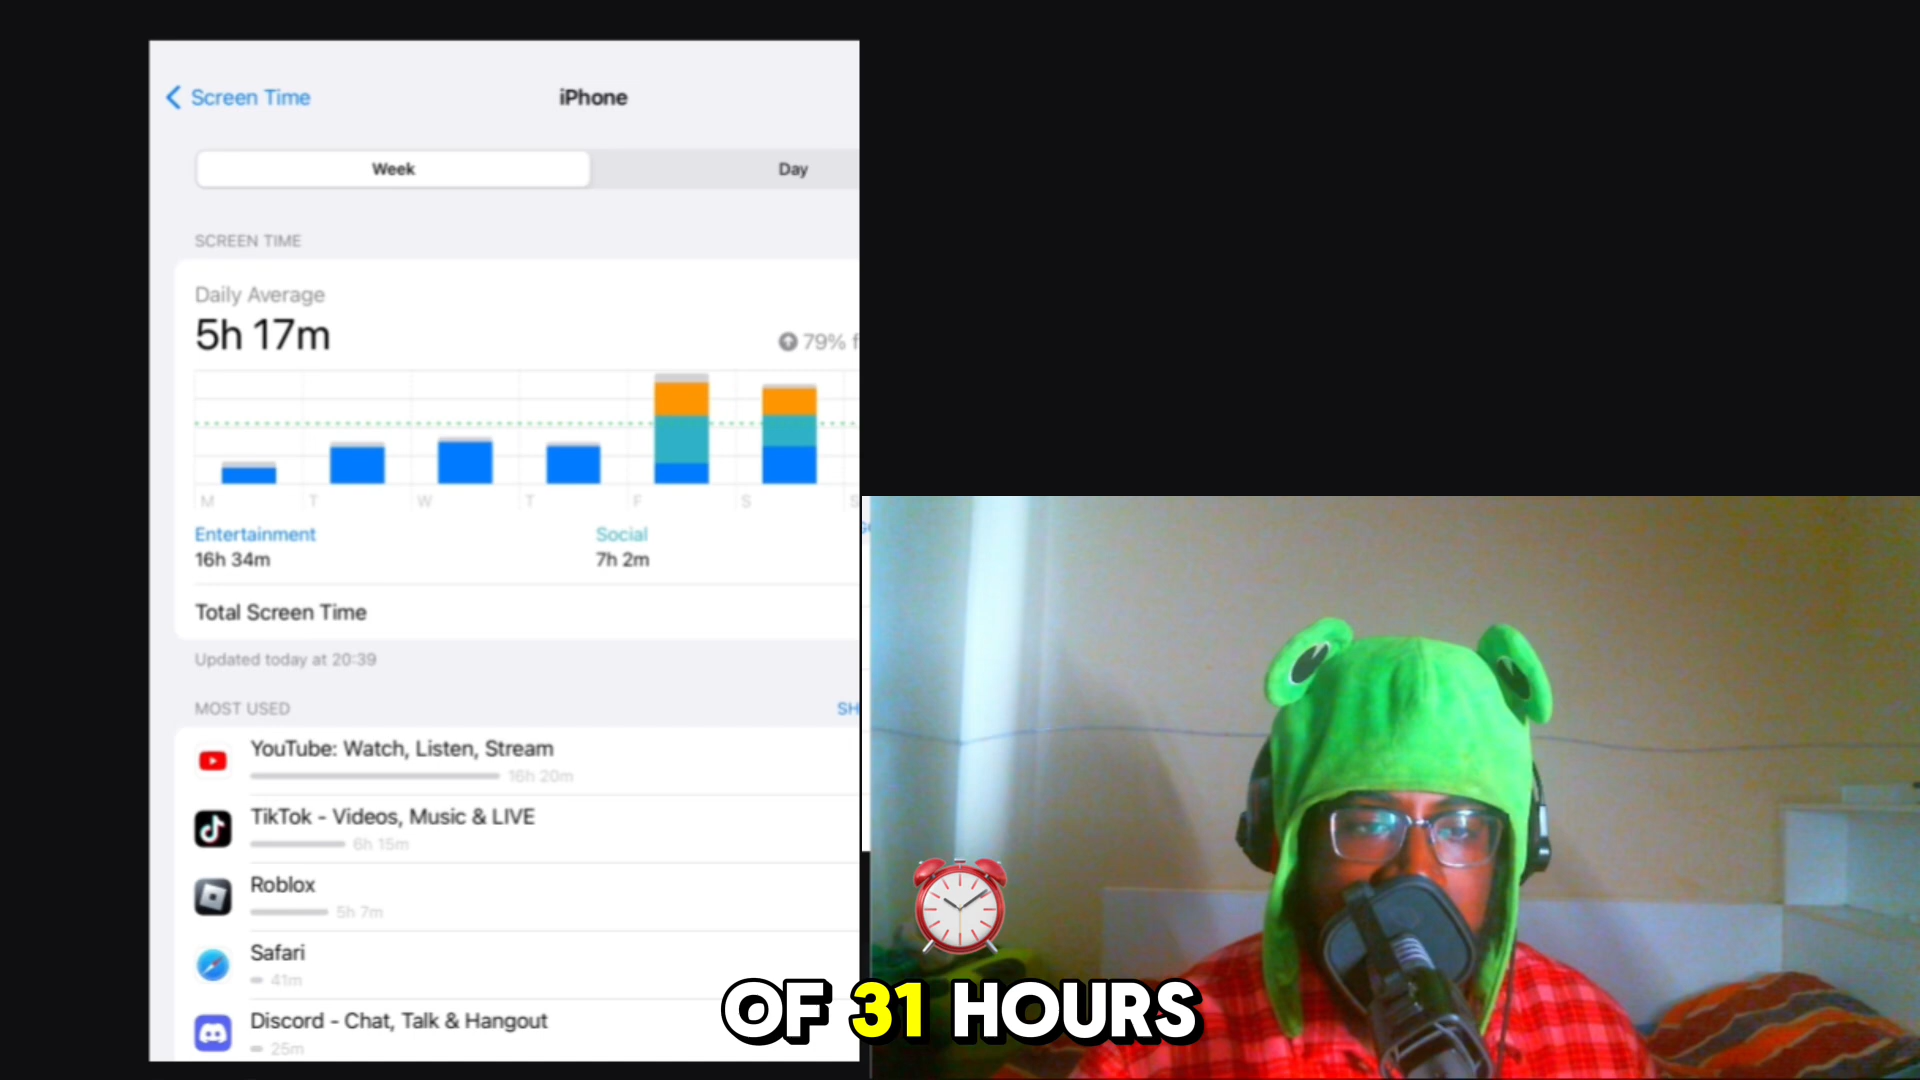 Screen Time
iPhone
Week
Day
SCREEN TIME
Daily Average
5h 17m
79% f
M T W T F S S
Entertainment
Social
16h 34m
7h 2m
Total Screen Time
Updated today at 20:39
MOST USED
SH
YouTube: Watch, Listen, Stream
16h 20m
TikTok - Videos, Music & LIVE
6h 15m
Roblox
5h 7m
Safari
41m
Discord - Chat, Talk & Hangout
25m
OF 31 HOURS